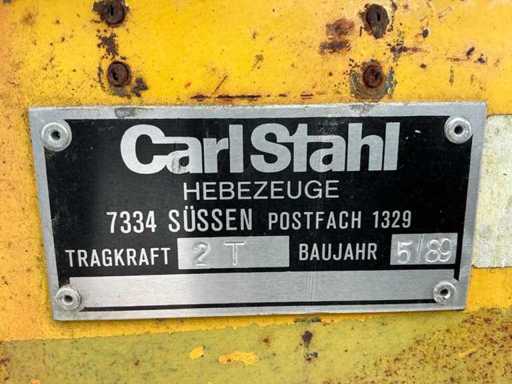 Carl Stahl
HEBEZEUGE
7334 SÜSSEN POSTFACH 1329
TRAGKRAFT 2 T BAUJAHR 5/89